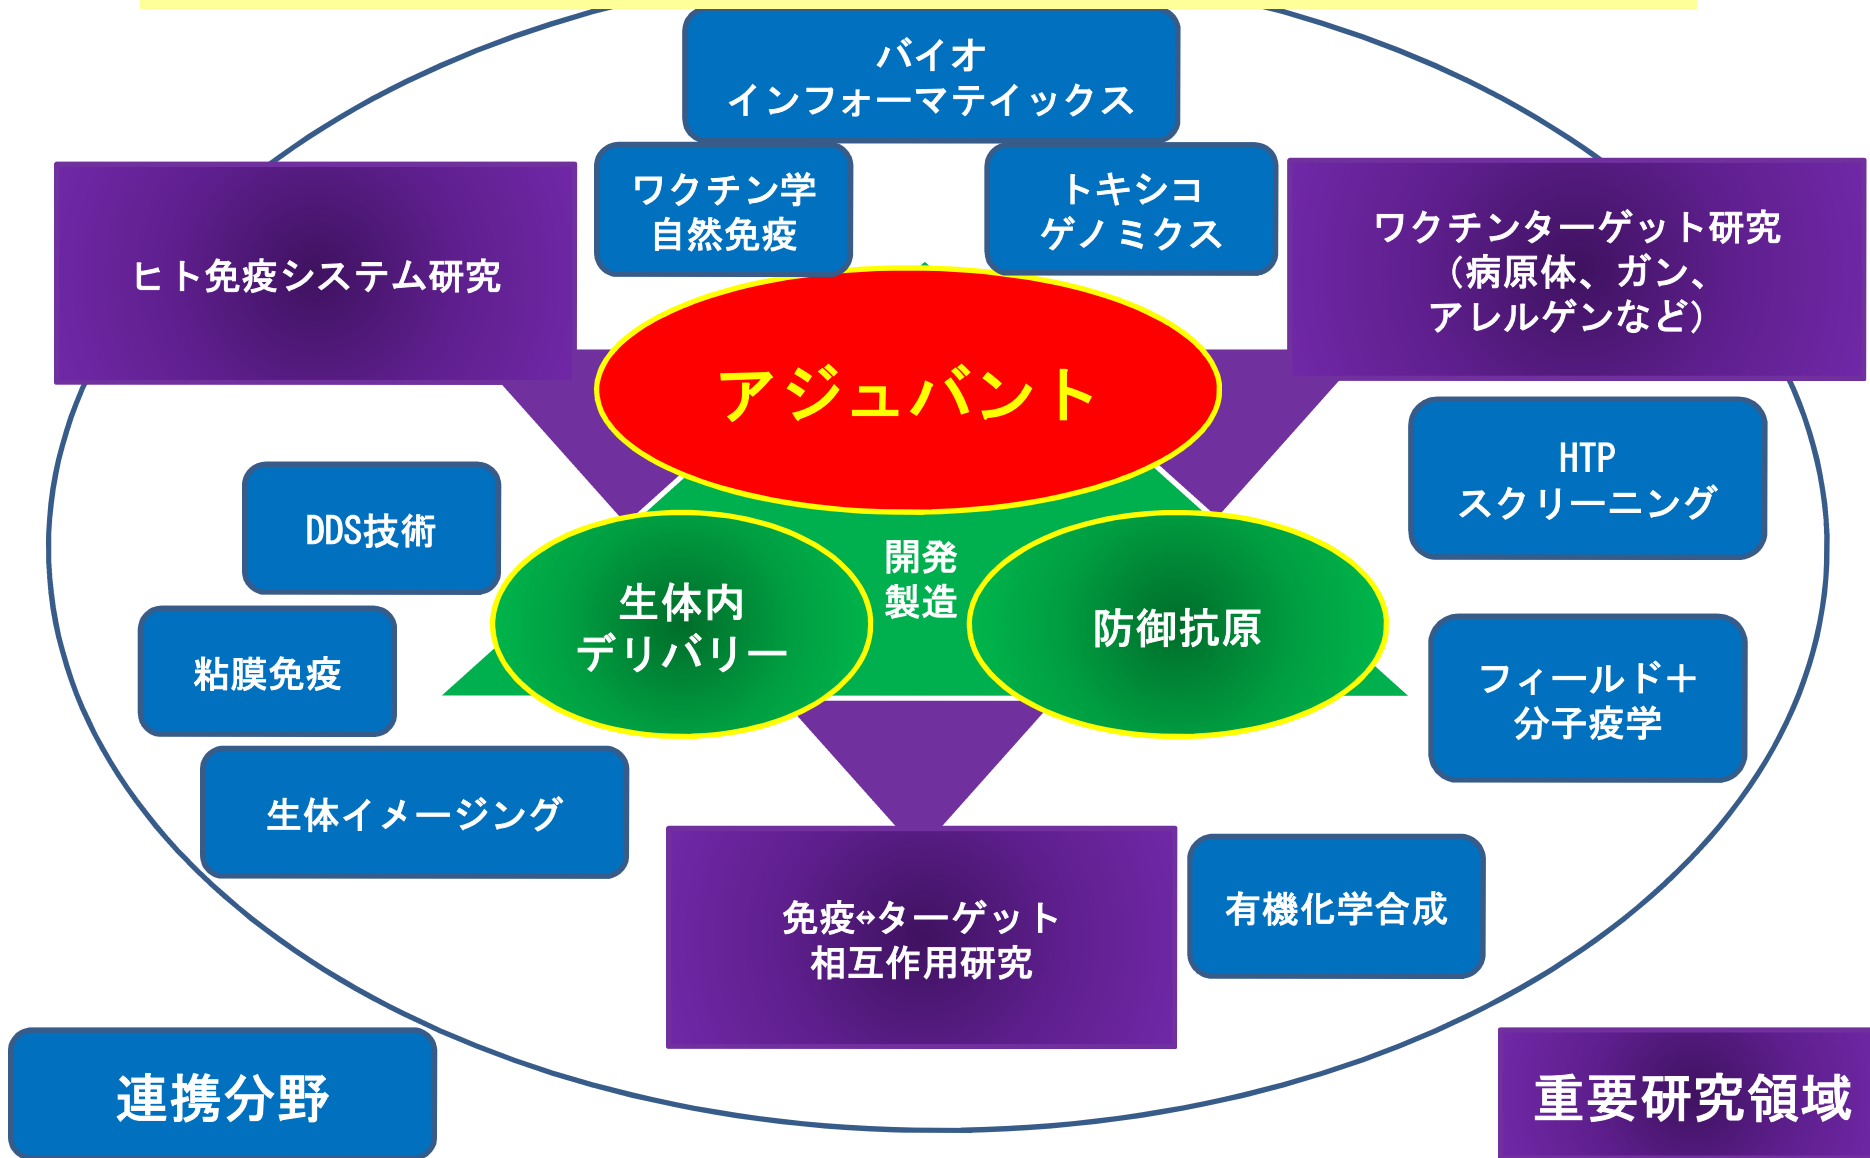 バイオ
インフォーマテイックス
ワクチン学
自然免疫
トキシコ
ゲノミクス
ヒト免疫システム研究
ワクチンターゲット研究
（病原体、ガン、
アレルゲンなど）
アジュバント
HTP
スクリーニング
DDS技術
開発
製造
生体内
デリバリー
防御抗原
粘膜免疫
フィールド＋
分子疫学
生体イメージング
免疫⇔ターゲット
相互作用研究
有機化学合成
連携分野
重要研究領域